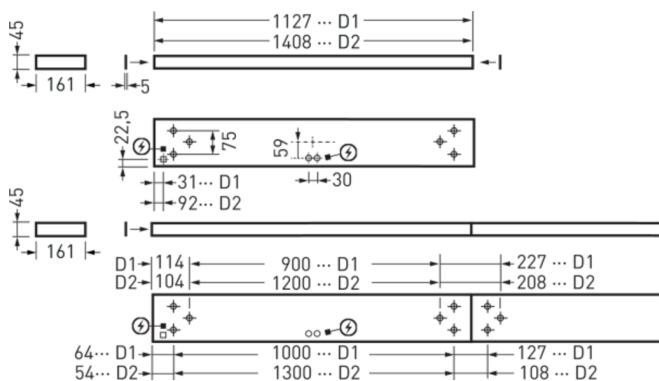 1127 ... D1
1408 ... D2
45
161
5
22,5
75
59
30
31... D1
92... D2
45
161
D1 114 900 ... D1 227 ... D1
D2 104 1200 ... D2 208 ... D2
64... D1 1000 ... D1 127 ... D1
54... D2 1300 ... D2 108 ... D2